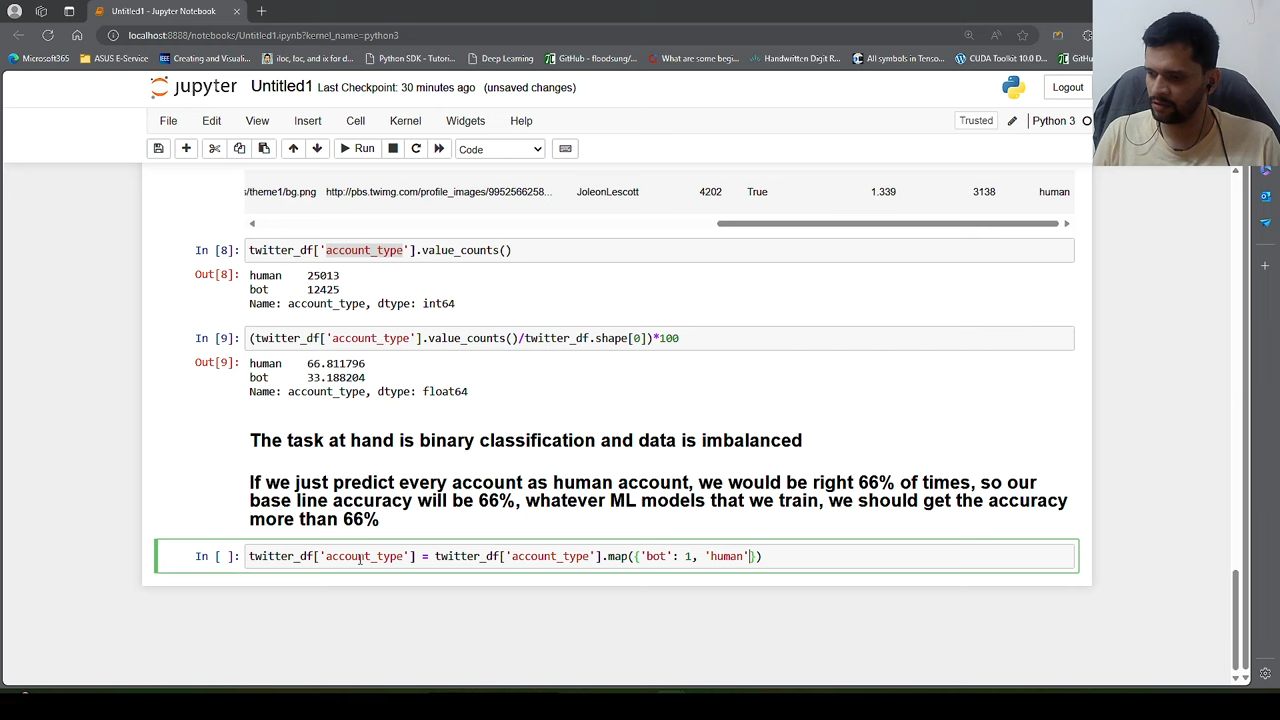 Untitled1 - Jupyter Notebook
localhost:8888/notebooks/Untitled1.ipynb?kernel_name=python3
Microsoft365 ASUS E-Service Creating and Visuali... iloc, loc, and ix for d... Python SDK - Tutori... Deep Learning GitHub - floodsung/... What are some begi... Handwritten Digit R... All symbols in Tenso... CUDA Toolkit 10.0 D... GitHu
jupyter Untitled1 Last Checkpoint: 30 minutes ago (unsaved changes) Logout
File Edit View Insert Cell Kernel Widgets Help Trusted Python 3
Run Code
s/theme1/bg.png http://pbs.twimg.com/profile_images/9952566258... JoleonLescott 4202 True 1.339 3138 human
In [8]: twitter_df['account_type'].value_counts()
Out[8]: human 25013
bot 12425
Name: account_type, dtype: int64
In [9]: (twitter_df['account_type'].value_counts()/twitter_df.shape[0])*100
Out[9]: human 66.811796
bot 33.188204
Name: account_type, dtype: float64
The task at hand is binary classification and data is imbalanced
If we just predict every account as human account, we would be right 66% of times, so our
base line accuracy will be 66%, whatever ML models that we train, we should get the accuracy
more than 66%
In [ ]: twitter_df['account_type'] = twitter_df['account_type'].map({'bot': 1, 'human'})